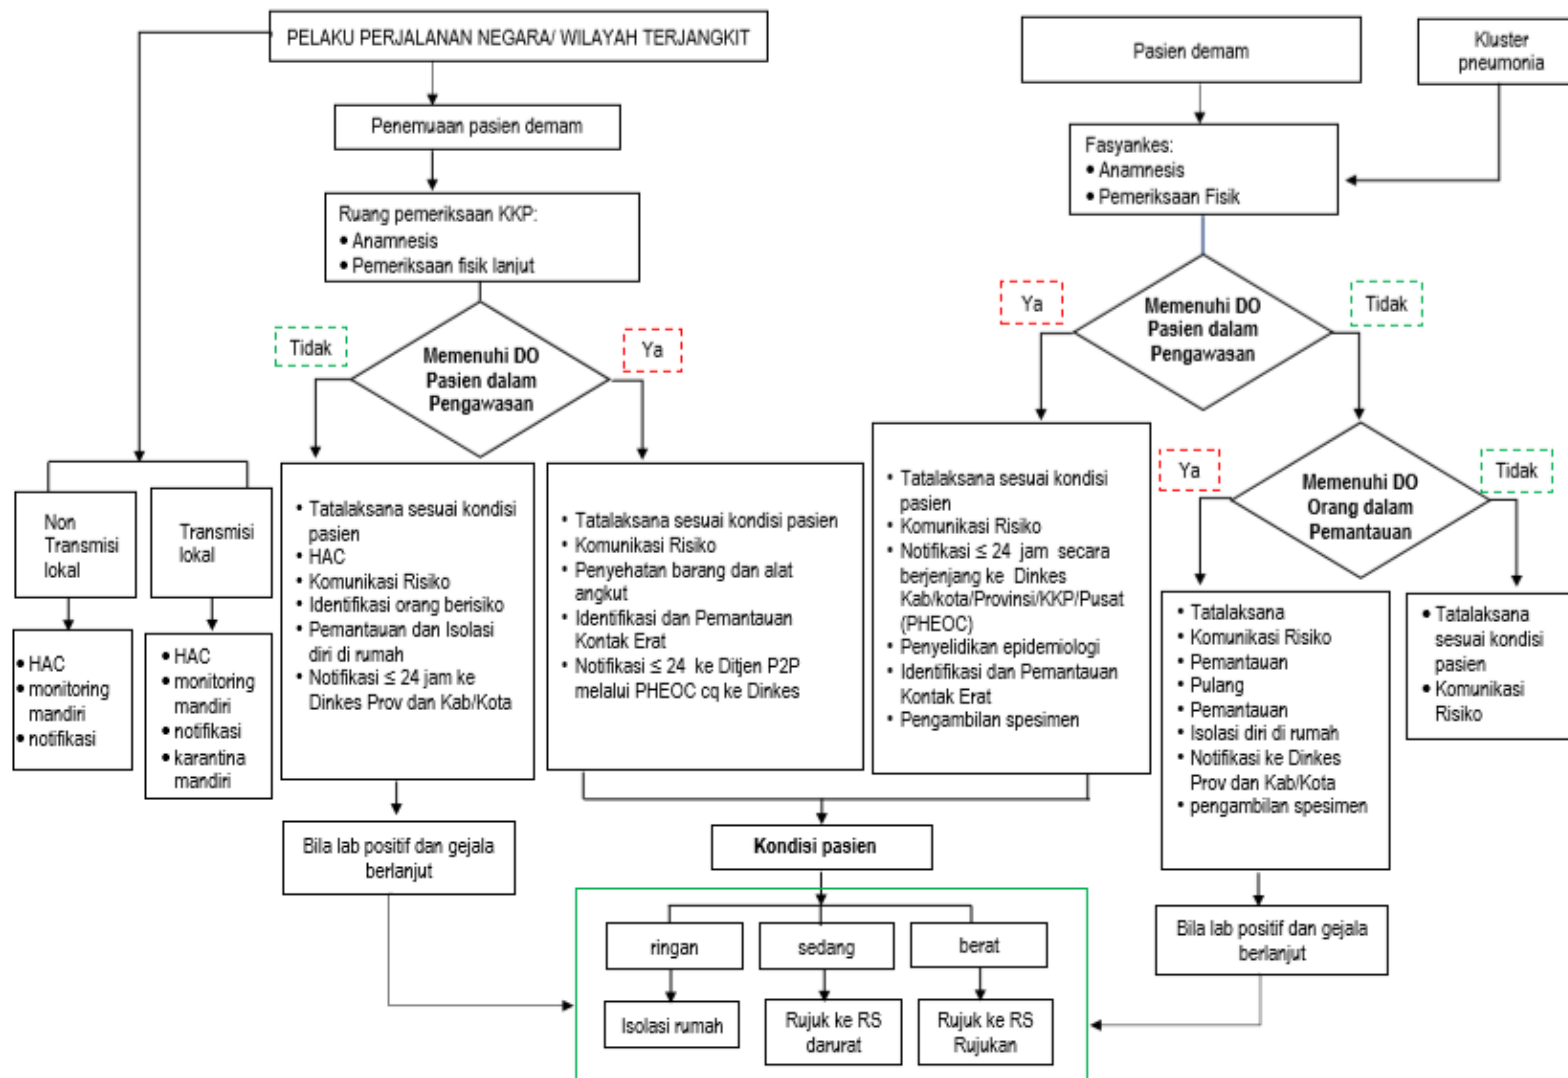 PELAKU PERJALANAN NEGARA/ WILAYAH TERJANGKIT
Penemuaan pasien demam
Ruang pemeriksaan KKP:
• Anamnesis
• Pemeriksaan fisik lanjut
Tidak
Memenuhi DO
Pasien dalam
Pengawasan
Ya
Non
Transmisi
lokal
Transmisi
lokal
• HAC
• monitoring
mandiri
• notifikasi
• HAC
• monitoring
mandiri
• notifikasi
• karantina
mandiri
• Tatalaksana sesuai kondisi
pasien
• HAC
• Komunikasi Risiko
• Identifikasi orang berisiko
• Pemantauan dan Isolasi
diri di rumah
• Notifikasi ≤ 24 jam ke
Dinkes Prov dan Kab/Kota
• Tatalaksana sesuai kondisi pasien
• Komunikasi Risiko
• Penyehatan barang dan alat
angkut
• Identifikasi dan Pemantauan
Kontak Erat
• Notifikasi ≤ 24 ke Ditjen P2P
melalui PHEOC cq ke Dinkes
Bila lab positif dan gejala
berlanjut
Pasien demam
Kluster
pneumonia
Fasyankes:
• Anamnesis
• Pemeriksaan Fisik
Ya
Memenuhi DO
Pasien dalam
Pengawasan
Tidak
• Tatalaksana sesuai kondisi
pasien
• Komunikasi Risiko
• Notifikasi ≤ 24 jam secara
berjenjang ke Dinkes
Kab/kota/Provinsi/KKP/Pusat
(PHEOC)
• Penyelidikan epidemiologi
• Identifikasi dan Pemantauan
Kontak Erat
• Pengambilan spesimen
Ya
Memenuhi DO
Orang dalam
Pemantauan
Tidak
• Tatalaksana
• Komunikasi Risiko
• Pemantauan
• Pulang
• Pemantauan
• Isolasi diri di rumah
• Notifikasi ke Dinkes
Prov dan Kab/Kota
• pengambilan spesimen
• Tatalaksana
sesuai kondisi
pasien
• Komunikasi
Risiko
Bila lab positif dan gejala
berlanjut
Kondisi pasien
ringan
sedang
berat
Isolasi rumah
Rujuk ke RS
darurat
Rujuk ke RS
Rujukan